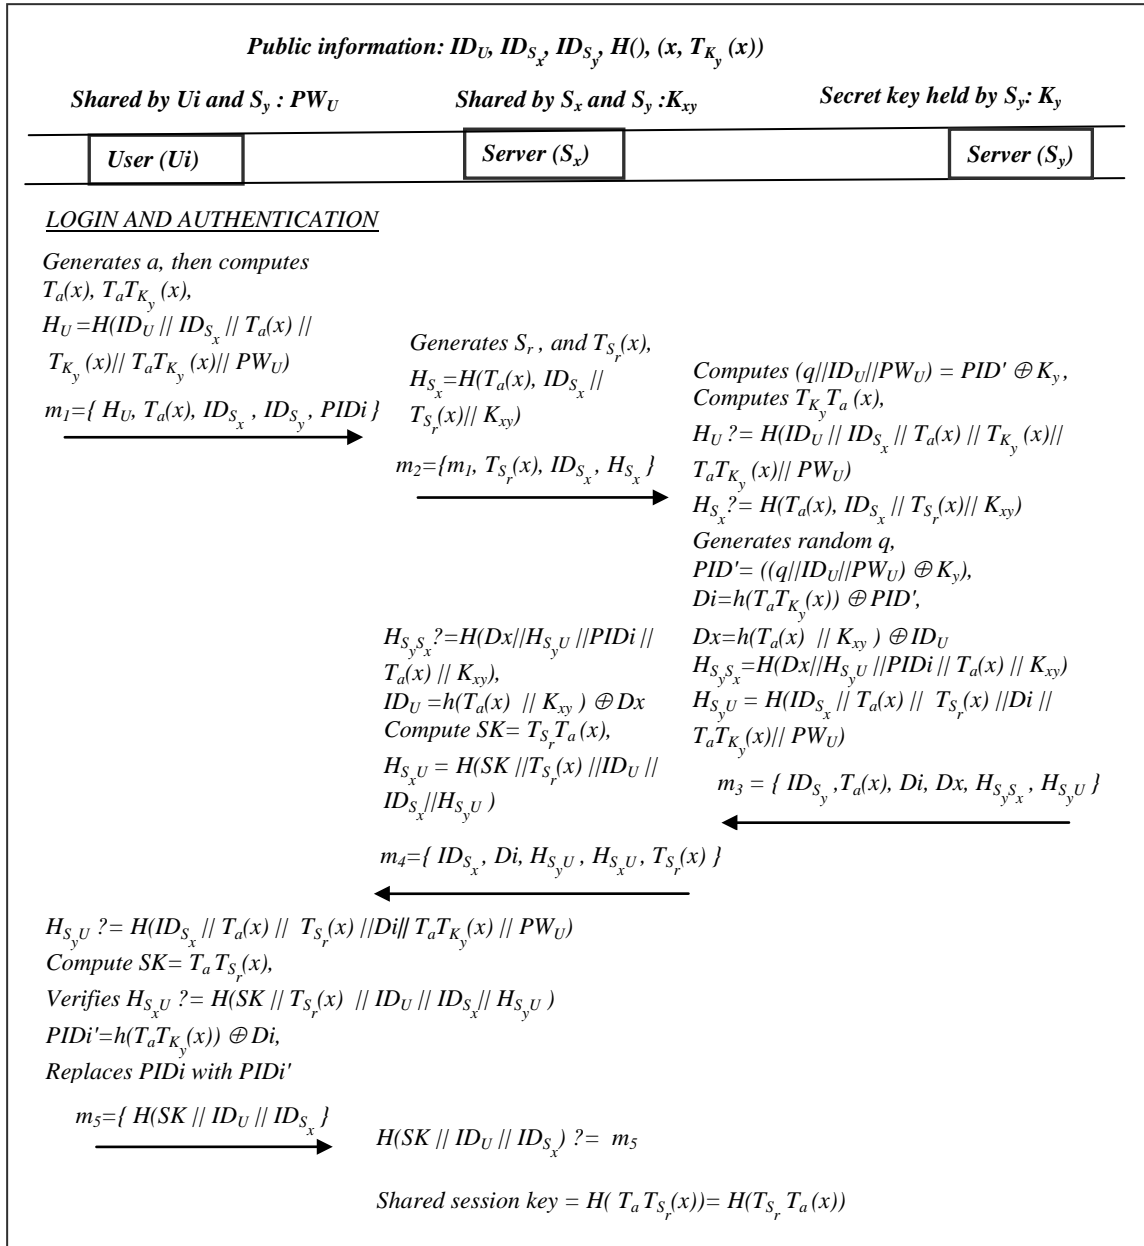 Public information: ID_U, ID_{S_x}, ID_{S_y}, H(), (x, T_{K_y}(x))
Shared by Ui and S_y : PW_U
Shared by S_x and S_y :K_{xy}
Secret key held by S_y: K_y
User (Ui)
Server (S_x)
Server (S_y)
LOGIN AND AUTHENTICATION
Generates a, then computes
T_a(x), T_aT_{K_y}(x),
H_U =H(ID_U || ID_{S_x} || T_a(x) ||
T_{K_y}(x)|| T_aT_{K_y}(x)|| PW_U)
m_1={ H_U, T_a(x), ID_{S_x} , ID_{S_y}, PIDi }
Generates S_r , and T_{S_r}(x),
H_{S_x}=H(T_a(x), ID_{S_x} ||
T_{S_r}(x)|| K_{xy})
m_2={m_1, T_{S_r}(x), ID_{S_x} , H_{S_x} }
Computes (q||ID_U||PW_U) = PID' ⊕ K_y ,
Computes T_{K_y}T_a (x),
H_U ?= H(ID_U || ID_{S_x} || T_a(x) || T_{K_y}(x)||
T_aT_{K_y}(x)|| PW_U)
H_{S_x}?= H(T_a(x), ID_{S_x} || T_{S_r}(x)|| K_{xy})
Generates random q,
PID'= ((q||ID_U||PW_U) ⊕ K_y),
Di=h(T_aT_{K_y}(x)) ⊕ PID',
Dx=h(T_a(x) || K_{xy} ) ⊕ ID_U
H_{S_yS_x}=H(Dx||H_{S_yU} ||PIDi || T_a(x) || K_{xy})
H_{S_yU} = H(ID_{S_x} || T_a(x) || T_{S_r}(x) ||Di ||
T_aT_{K_y}(x)|| PW_U)
m_3 = { ID_{S_y} ,T_a(x), Di, Dx, H_{S_yS_x} , H_{S_yU} }
H_{S_yS_x}?=H(Dx||H_{S_yU} ||PIDi ||
T_a(x) || K_{xy}),
ID_U =h(T_a(x) || K_{xy} ) ⊕ Dx
Compute SK= T_{S_r}T_a(x),
H_{S_xU} = H(SK ||T_{S_r}(x) ||ID_U ||
ID_{S_x}||H_{S_yU} )
m_4={ ID_{S_x} , Di, H_{S_yU} , H_{S_xU}, T_{S_r}(x) }
H_{S_yU} ?= H(ID_{S_x} || T_a(x) || T_{S_r}(x) ||Di|| T_aT_{K_y}(x) || PW_U)
Compute SK= T_a T_{S_r}(x),
Verifies H_{S_xU} ?= H(SK || T_{S_r}(x) || ID_U || ID_{S_x}|| H_{S_yU} )
PIDi'=h(T_aT_{K_y}(x)) ⊕ Di,
Replaces PIDi with PIDi'
m_5={ H(SK || ID_U || ID_{S_x} }
H(SK || ID_U || ID_{S_x}) ?= m_5
Shared session key = H( T_a T_{S_r}(x))= H(T_{S_r} T_a (x))